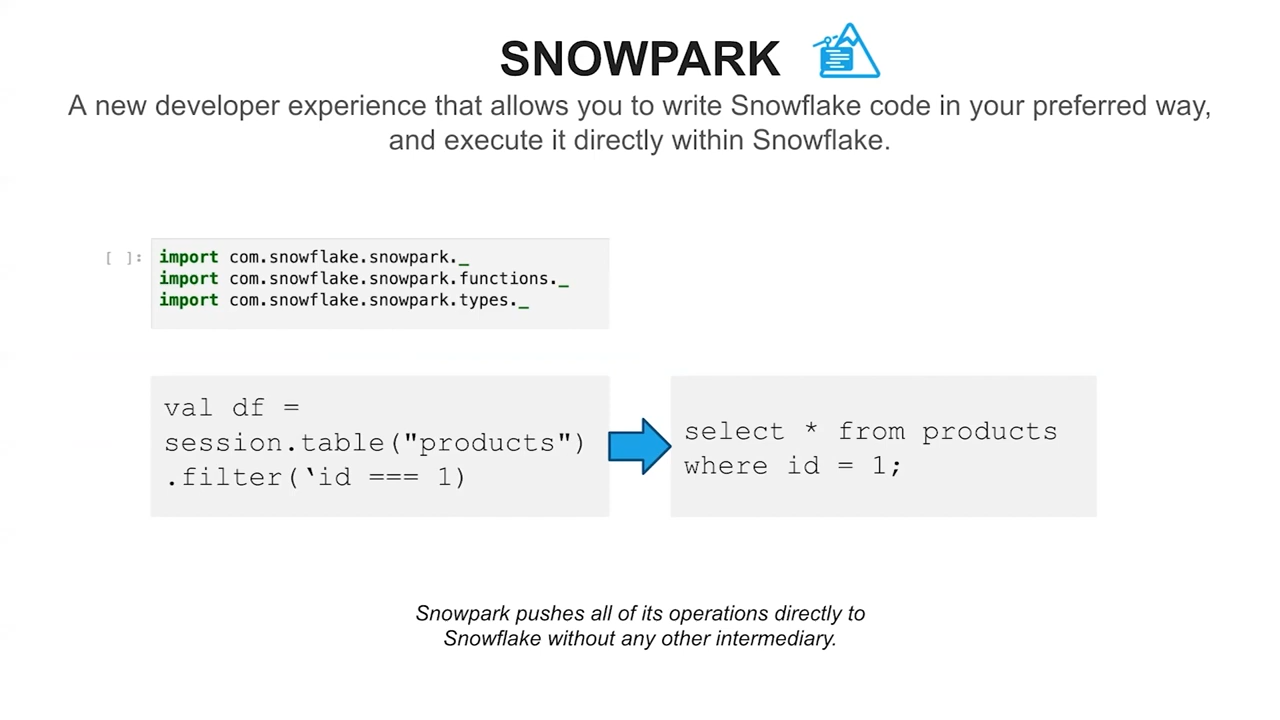 SNOWPARK
A new developer experience that allows you to write Snowflake code in your preferred way,
and execute it directly within Snowflake.
[ ]:
import com.snowflake.snowpark._
import com.snowflake.snowpark.functions._
import com.snowflake.snowpark.types._
val df =
session.table("products")
.filter(‛id === 1)
select * from products
where id = 1;
Snowpark pushes all of its operations directly to
Snowflake without any other intermediary.